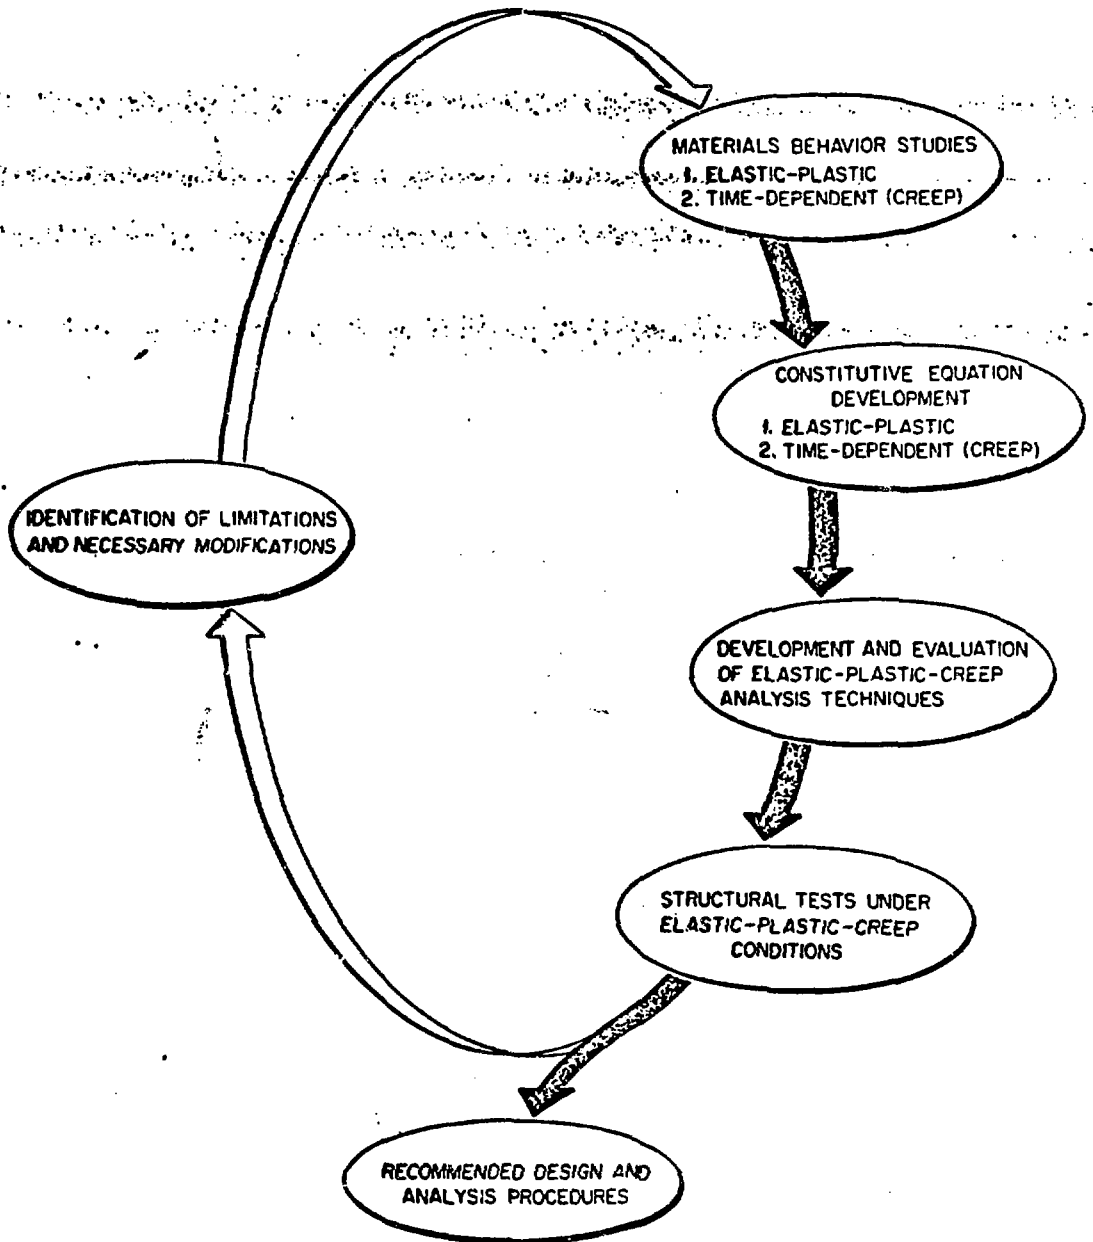 MATERIALS BEHAVIOR STUDIES
1. ELASTIC-PLASTIC
2. TIME-DEPENDENT (CREEP)
CONSTITUTIVE EQUATION
DEVELOPMENT
1. ELASTIC-PLASTIC
2. TIME-DEPENDENT (CREEP)
IDENTIFICATION OF LIMITATIONS
AND NECESSARY MODIFICATIONS
DEVELOPMENT AND EVALUATION
OF ELASTIC-PLASTIC-CREEP
ANALYSIS TECHNIQUES
STRUCTURAL TESTS UNDER
ELASTIC-PLASTIC-CREEP
CONDITIONS
RECOMMENDED DESIGN AND
ANALYSIS PROCEDURES